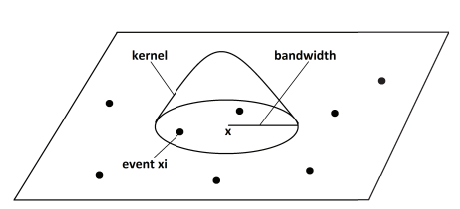 kernel
bandwidth
x
event xi